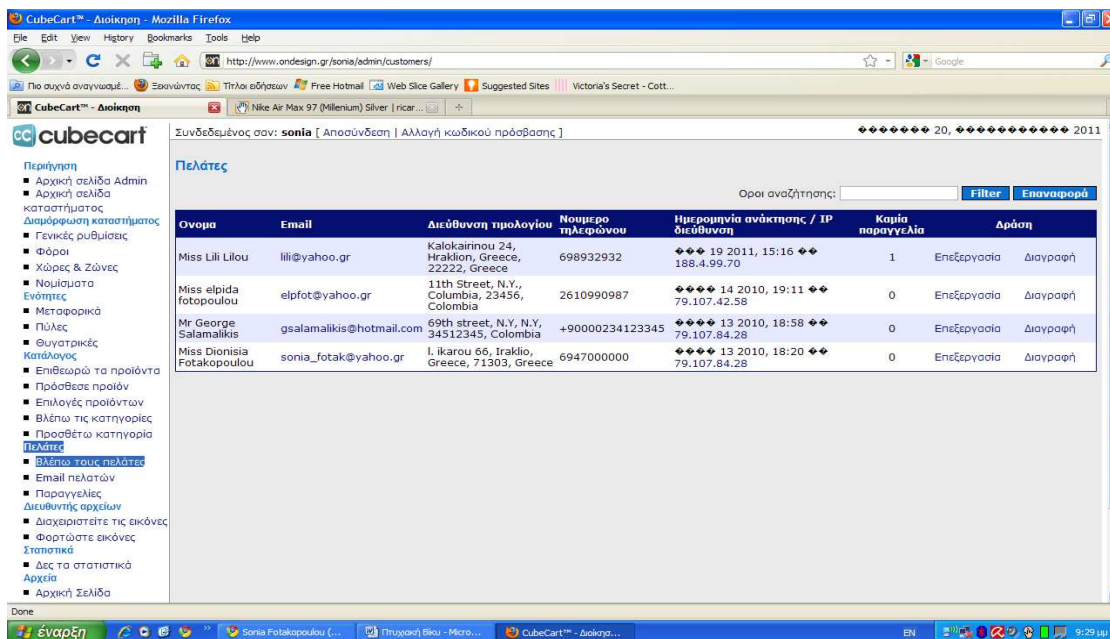 CubeCart™ - Διοίκηση - Mozilla Firefox
File Edit View History Bookmarks Tools Help
http://www.ondesign.gr/sonia/admin/customers/
Google
Πιο συχνά αναγνωσμέ... Ξεκινώντας Τίτλοι ειδήσεων Free Hotmail Web Slice Gallery Suggested Sites Victoria's Secret - Cott...
CubeCart™ - Διοίκηση Nike Air Max 97 (Millenium) Silver | ricar...
cc cubecart
Συνδεδεμένος σαν: sonia [ Αποσύνδεση | Αλλαγή κωδικού πρόσβασης ] ������� 20, ������������ 2011
Περιήγηση
Αρχική σελίδα Admin
Αρχική σελίδα
καταστήματος
Διαμόρφωση καταστήματος
Γενικές ρυθμίσεις
Φόροι
Χώρες & Ζώνες
Νομίσματα
Ενότητες
Μεταφορικά
Πύλες
Θυγατρικές
Κατάλογος
Επιθεωρώ τα προϊόντα
Πρόσθεσε προϊόν
Επιλογές προϊόντων
Βλέπω τις κατηγορίες
Προσθέτω κατηγορία
Πελάτες
Βλέπω τους πελάτες
Email πελατών
Παραγγελίες
Διευθυντής αρχείων
Διαχειριστείτε τις εικόνες
Φορτώστε εικόνες
Στατιστικά
Δες τα στατιστικά
Αρχεία
Αρχική Σελίδα
Πελάτες
Οροι αναζήτησης: Filter Επαναφορά
Ονομα Email Διεύθυνση τιμολογίου Νουμερο τηλεφώνου Ημερομηνία ανάκτησης / IP διεύθυνση Καμία παραγγελία Δράση
Miss Lili Lilou lili@yahoo.gr Kalokairinou 24, Hraklion, Greece, 22222, Greece 698932932 ��� 19 2011, 15:16 �� 188.4.99.70 1 Επεξεργασία Διαγραφή
Miss elpida fotopoulou elpfot@yahoo.gr 11th Street, N.Y., Columbia, 23456, Colombia 2610990987 ���� 14 2010, 19:11 �� 79.107.42.58 0 Επεξεργασία Διαγραφή
Mr George Salamalikis gsalamalikis@hotmail.com 69th street, N.Y, N.Y, 34512345, Colombia +90000234123345 ���� 13 2010, 18:58 �� 79.107.84.28 0 Επεξεργασία Διαγραφή
Miss Dionisia Fotakopoulou sonia_fotak@yahoo.gr l. ikarou 66, Iraklio, Greece, 71303, Greece 6947000000 ���� 13 2010, 18:20 �� 79.107.84.28 0 Επεξεργασία Διαγραφή
Done
έναρξη Sonia Fotakopoulou (... Πτυχιακή Βίκυ - Micro... CubeCart™ - Διοίκησ... EN 9:29 μμ